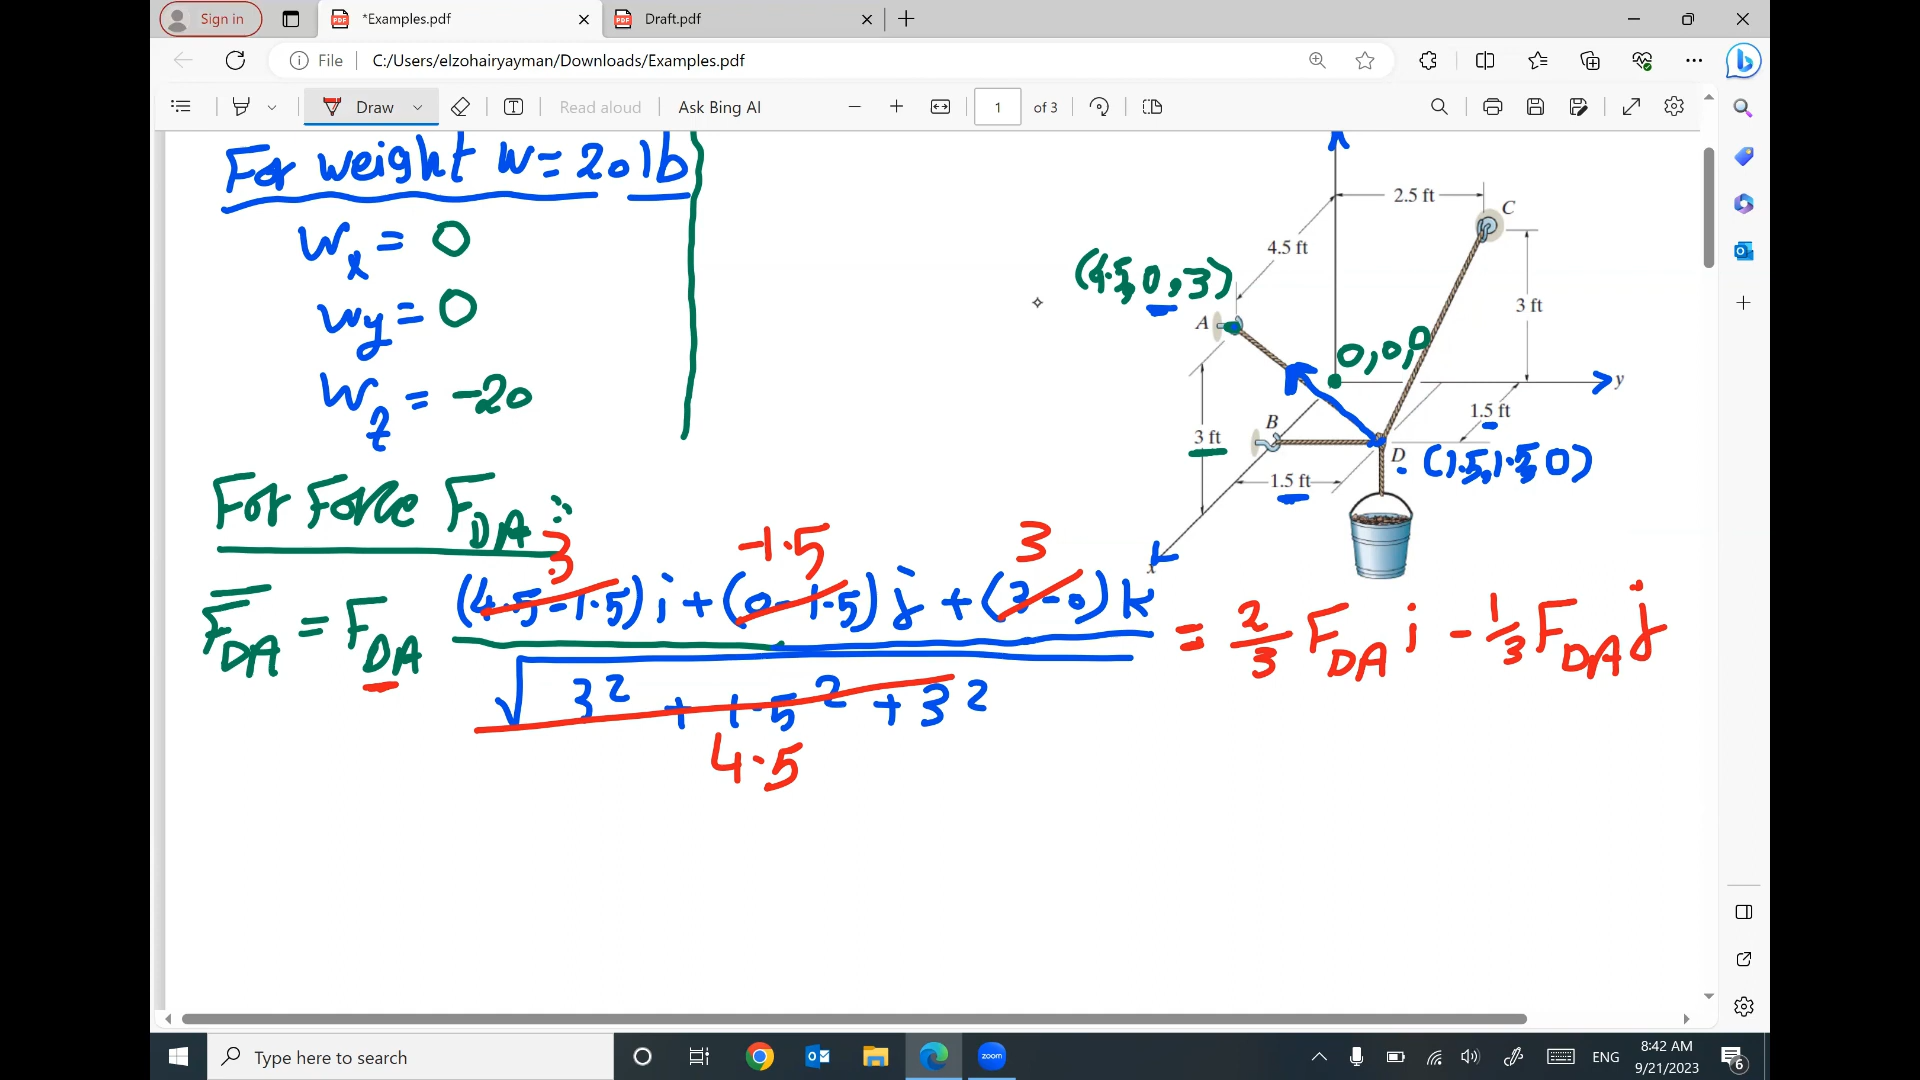 Sign in
*Examples.pdf
Draft.pdf
File
C:/Users/elzohairyayman/Downloads/Examples.pdf
Draw
Read aloud
Ask Bing AI
1
of 3
For weight W = 20 lb
Wx = 0
Wy = 0
Wz = -20
2.5 ft
C
4.5 ft
(4.5, 0, 3)
A
3 ft
0,0,0
y
1.5 ft
B
3 ft
D
(1.5, 1.5, 0)
1.5 ft
x
For Force FDA :
3 -1.5 3
FDA = FDA (4.5 - 1.5) i + (0 - 1.5) j + (3 - 0) k = 2/3 FDA i - 1/3 FDA j
√ 3² + 1.5² + 3²
4.5
Type here to search
zoom
ENG
8:42 AM
9/21/2023
6